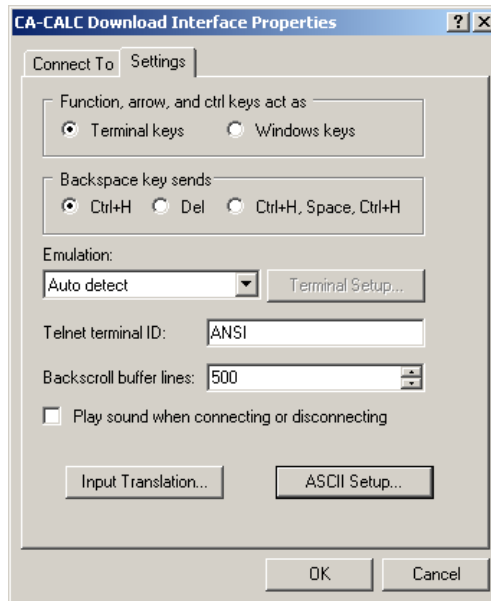 CA-CALC Download Interface Properties
Connect To Settings
Function, arrow, and ctrl keys act as
Terminal keys Windows keys
Backspace key sends
Ctrl+H Del Ctrl+H, Space, Ctrl+H
Emulation:
Auto detect Terminal Setup...
Telnet terminal ID: ANSI
Backscroll buffer lines: 500
Play sound when connecting or disconnecting
Input Translation... ASCII Setup...
OK Cancel